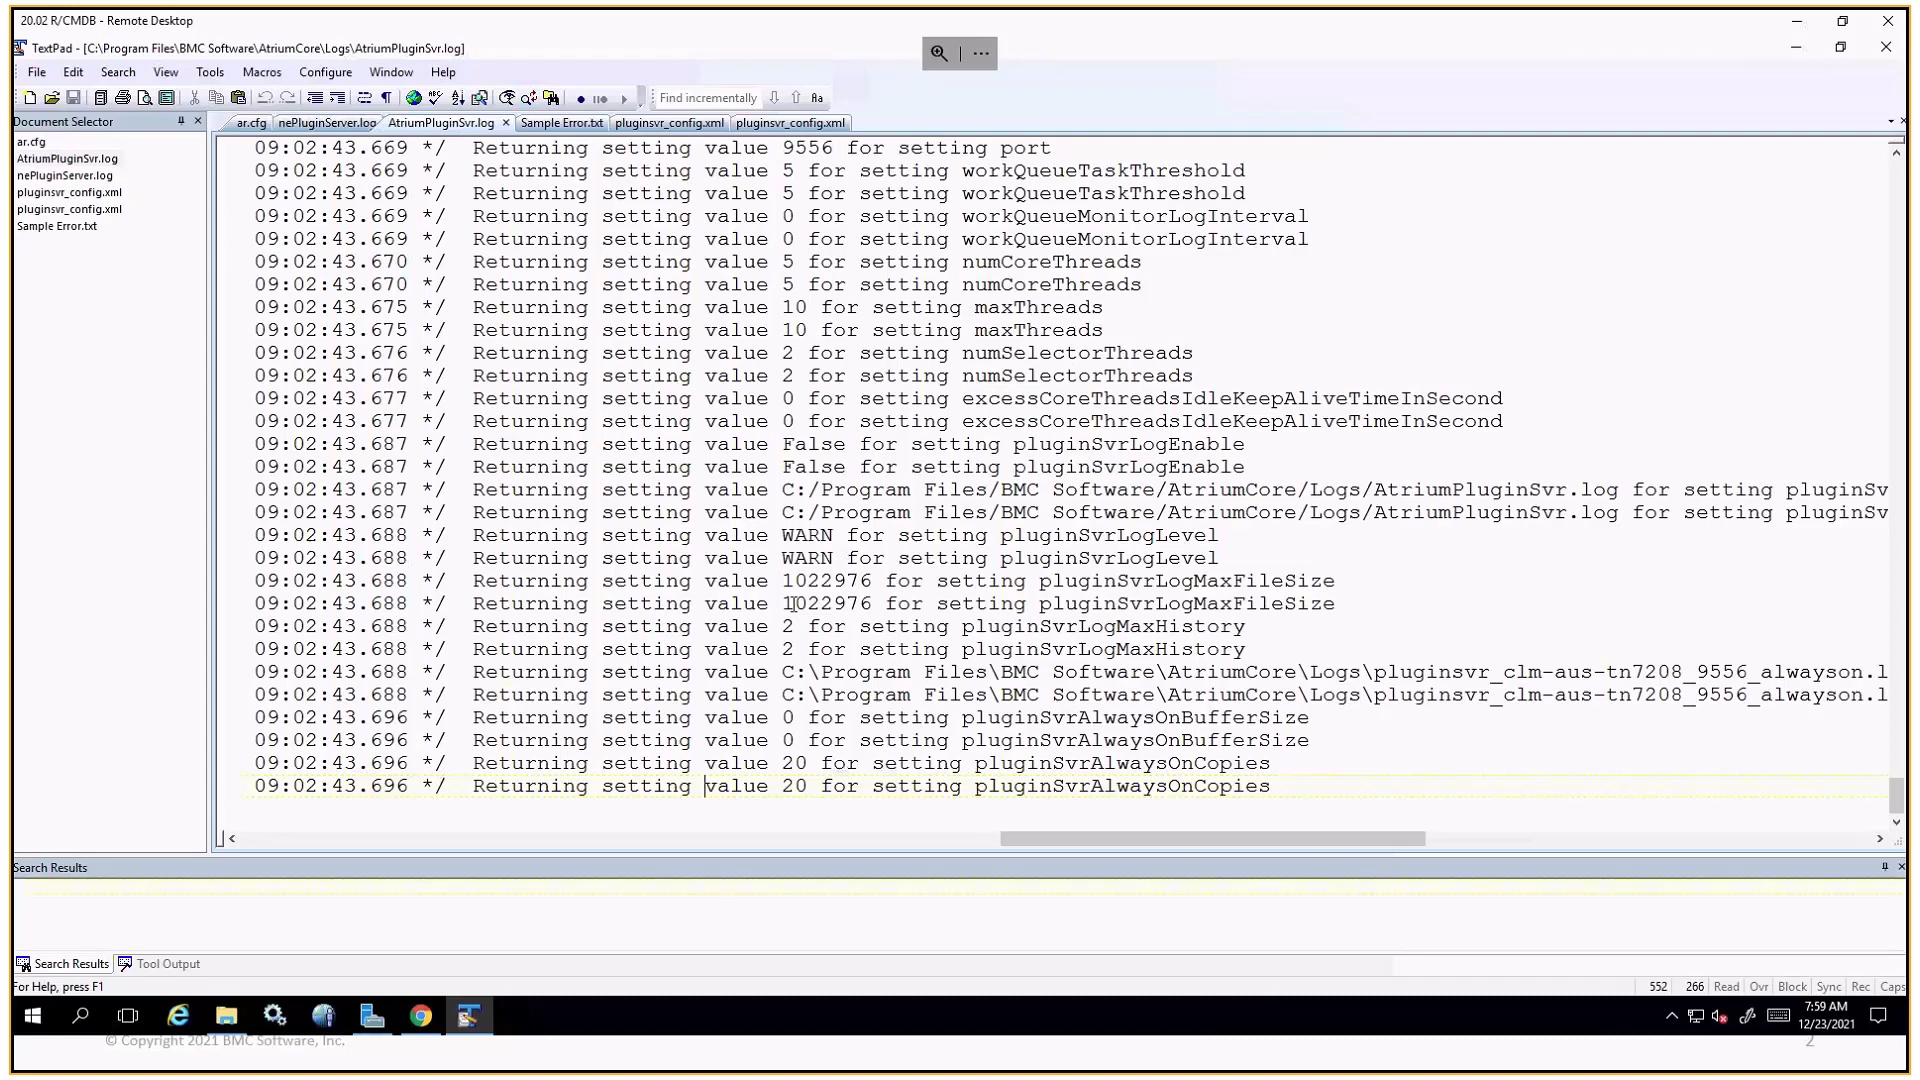 20.02 R/CMDB - Remote Desktop
TextPad - [C:\Program Files\BMC Software\AtriumCore\Logs\AtriumPluginSvr.log]
File Edit Search View Tools Macros Configure Window Help
Find incrementally
Document Selector
ar.cfg nePluginServer.log AtriumPluginSvr.log Sample Error.txt pluginsvr_config.xml pluginsvr_config.xml
ar.cfg
AtriumPluginSvr.log
nePluginServer.log
pluginsvr_config.xml
pluginsvr_config.xml
Sample Error.txt
09:02:43.669 */ Returning setting value 9556 for setting port
09:02:43.669 */ Returning setting value 5 for setting workQueueTaskThreshold
09:02:43.669 */ Returning setting value 5 for setting workQueueTaskThreshold
09:02:43.669 */ Returning setting value 0 for setting workQueueMonitorLogInterval
09:02:43.669 */ Returning setting value 0 for setting workQueueMonitorLogInterval
09:02:43.670 */ Returning setting value 5 for setting numCoreThreads
09:02:43.670 */ Returning setting value 5 for setting numCoreThreads
09:02:43.675 */ Returning setting value 10 for setting maxThreads
09:02:43.675 */ Returning setting value 10 for setting maxThreads
09:02:43.676 */ Returning setting value 2 for setting numSelectorThreads
09:02:43.676 */ Returning setting value 2 for setting numSelectorThreads
09:02:43.677 */ Returning setting value 0 for setting excessCoreThreadsIdleKeepAliveTimeInSecond
09:02:43.677 */ Returning setting value 0 for setting excessCoreThreadsIdleKeepAliveTimeInSecond
09:02:43.687 */ Returning setting value False for setting pluginSvrLogEnable
09:02:43.687 */ Returning setting value False for setting pluginSvrLogEnable
09:02:43.687 */ Returning setting value C:/Program Files/BMC Software/AtriumCore/Logs/AtriumPluginSvr.log for setting pluginSv
09:02:43.687 */ Returning setting value C:/Program Files/BMC Software/AtriumCore/Logs/AtriumPluginSvr.log for setting pluginSv
09:02:43.688 */ Returning setting value WARN for setting pluginSvrLogLevel
09:02:43.688 */ Returning setting value WARN for setting pluginSvrLogLevel
09:02:43.688 */ Returning setting value 1022976 for setting pluginSvrLogMaxFileSize
09:02:43.688 */ Returning setting value 1022976 for setting pluginSvrLogMaxFileSize
09:02:43.688 */ Returning setting value 2 for setting pluginSvrLogMaxHistory
09:02:43.688 */ Returning setting value 2 for setting pluginSvrLogMaxHistory
09:02:43.688 */ Returning setting value C:\Program Files\BMC Software\AtriumCore\Logs\pluginsvr_clm-aus-tn7208_9556_alwayson.l
09:02:43.688 */ Returning setting value C:\Program Files\BMC Software\AtriumCore\Logs\pluginsvr_clm-aus-tn7208_9556_alwayson.l
09:02:43.696 */ Returning setting value 0 for setting pluginSvrAlwaysOnBufferSize
09:02:43.696 */ Returning setting value 0 for setting pluginSvrAlwaysOnBufferSize
09:02:43.696 */ Returning setting value 20 for setting pluginSvrAlwaysOnCopies
09:02:43.696 */ Returning setting value 20 for setting pluginSvrAlwaysOnCopies
Search Results
Search Results Tool Output
For Help, press F1
552 266 Read Ovr Block Sync Rec Caps
7:59 AM
12/23/2021
© Copyright 2021 BMC Software, Inc.
2